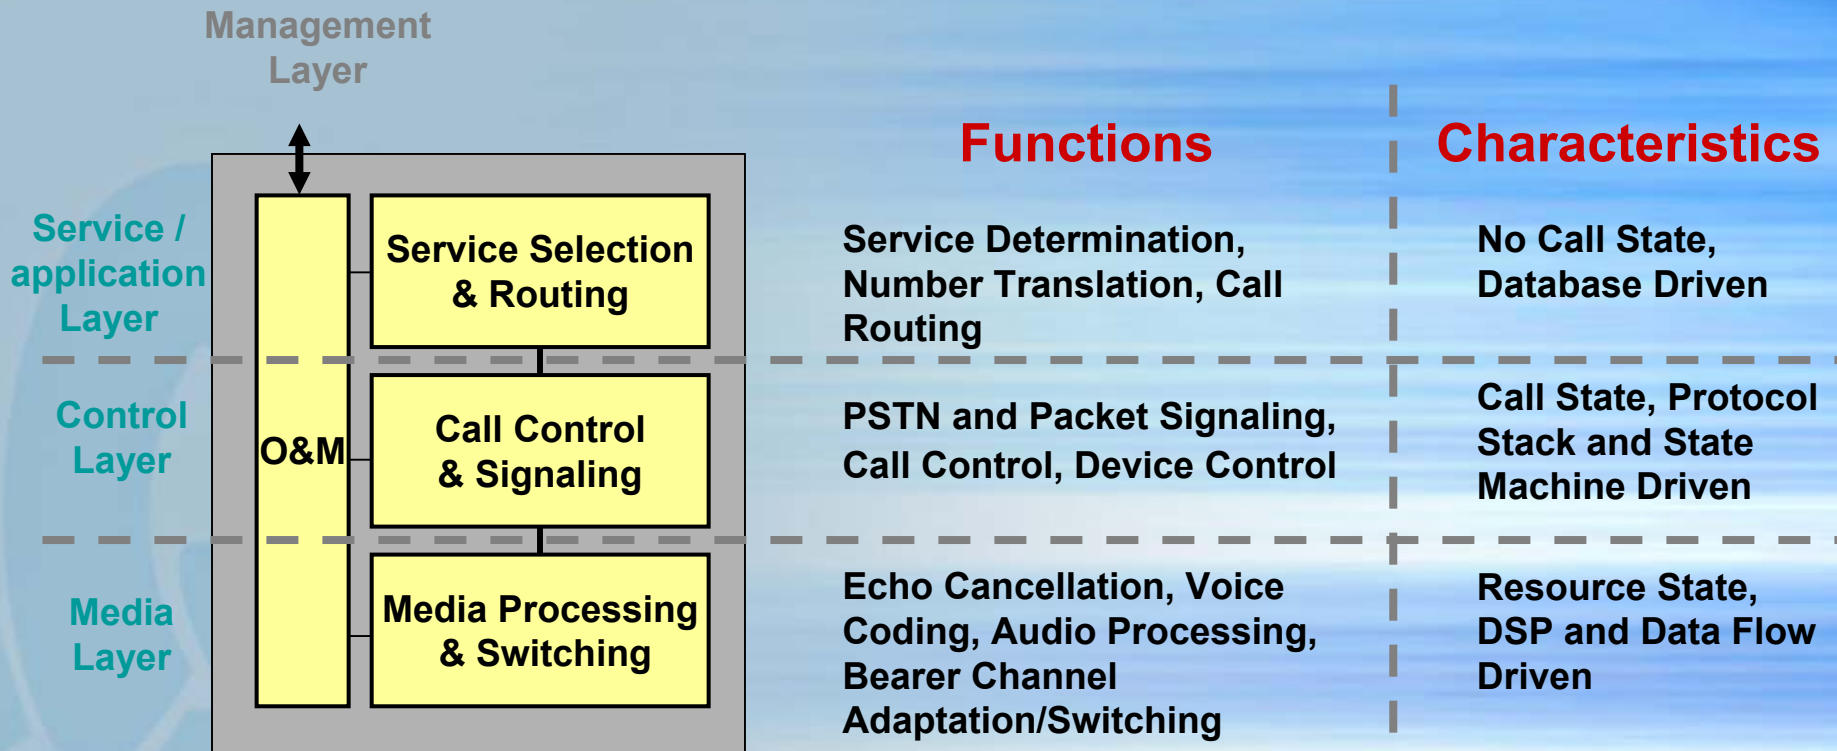 Management
Layer
Functions
Characteristics
Service /
application
Layer
Service Selection
& Routing
Service Determination,
Number Translation, Call
Routing
No Call State,
Database Driven
Control
Layer
O&M
Call Control
& Signaling
PSTN and Packet Signaling,
Call Control, Device Control
Call State, Protocol
Stack and State
Machine Driven
Media
Layer
Media Processing
& Switching
Echo Cancellation, Voice
Coding, Audio Processing,
Bearer Channel
Adaptation/Switching
Resource State,
DSP and Data Flow
Driven